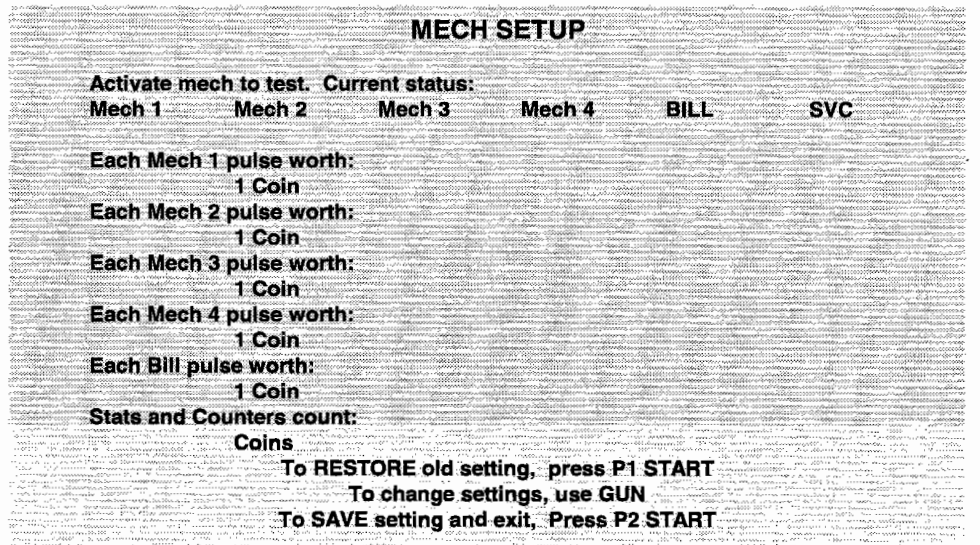 MECH SETUP
Activate mech to test. Current status:
Mech 1 Mech 2 Mech 3 Mech 4 BILL SVC
Each Mech 1 pulse worth:
1 Coin
Each Mech 2 pulse worth:
1 Coin
Each Mech 3 pulse worth:
1 Coin
Each Mech 4 pulse worth:
1 Coin
Each Bill pulse worth:
1 Coin
Stats and Counters count:
Coins
To RESTORE old setting, press P1 START
To change settings, use GUN
To SAVE setting and exit, Press P2 START